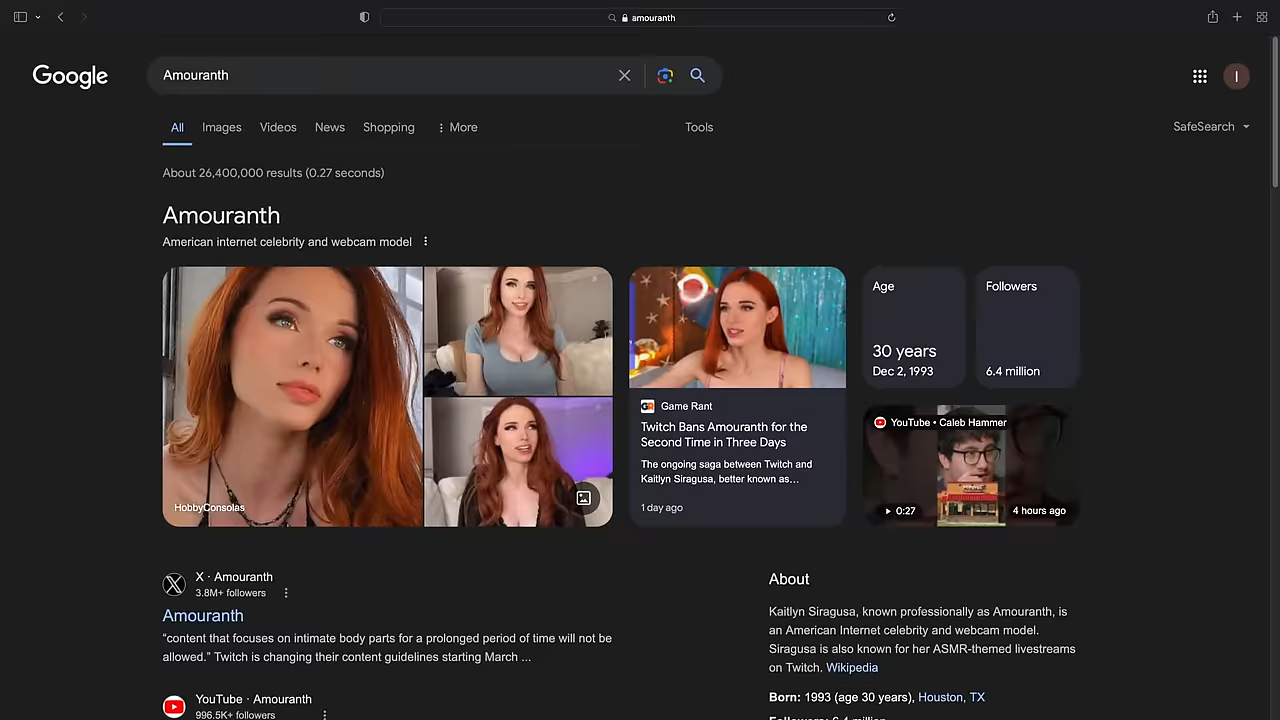 amouranth
Google
Amouranth
I
All
Images
Videos
News
Shopping
More
Tools
SafeSearch
About 26,400,000 results (0.27 seconds)
Amouranth
American internet celebrity and webcam model
HobbyConsolas
GR
Game Rant
Twitch Bans Amouranth for the
Second Time in Three Days
The ongoing saga between Twitch and
Kaitlyn Siragusa, better known as...
1 day ago
Age
30 years
Dec 2, 1993
Followers
6.4 million
YouTube • Caleb Hammer
0:27
4 hours ago
X · Amouranth
3.8M+ followers
Amouranth
“content that focuses on intimate body parts for a prolonged period of time will not be
allowed.” Twitch is changing their content guidelines starting March ...
YouTube · Amouranth
996.5K+ followers
About
Kaitlyn Siragusa, known professionally as Amouranth, is
an American Internet celebrity and webcam model.
Siragusa is also known for her ASMR-themed livestreams
on Twitch. Wikipedia
Born: 1993 (age 30 years), Houston, TX
Followers: 6.4 million